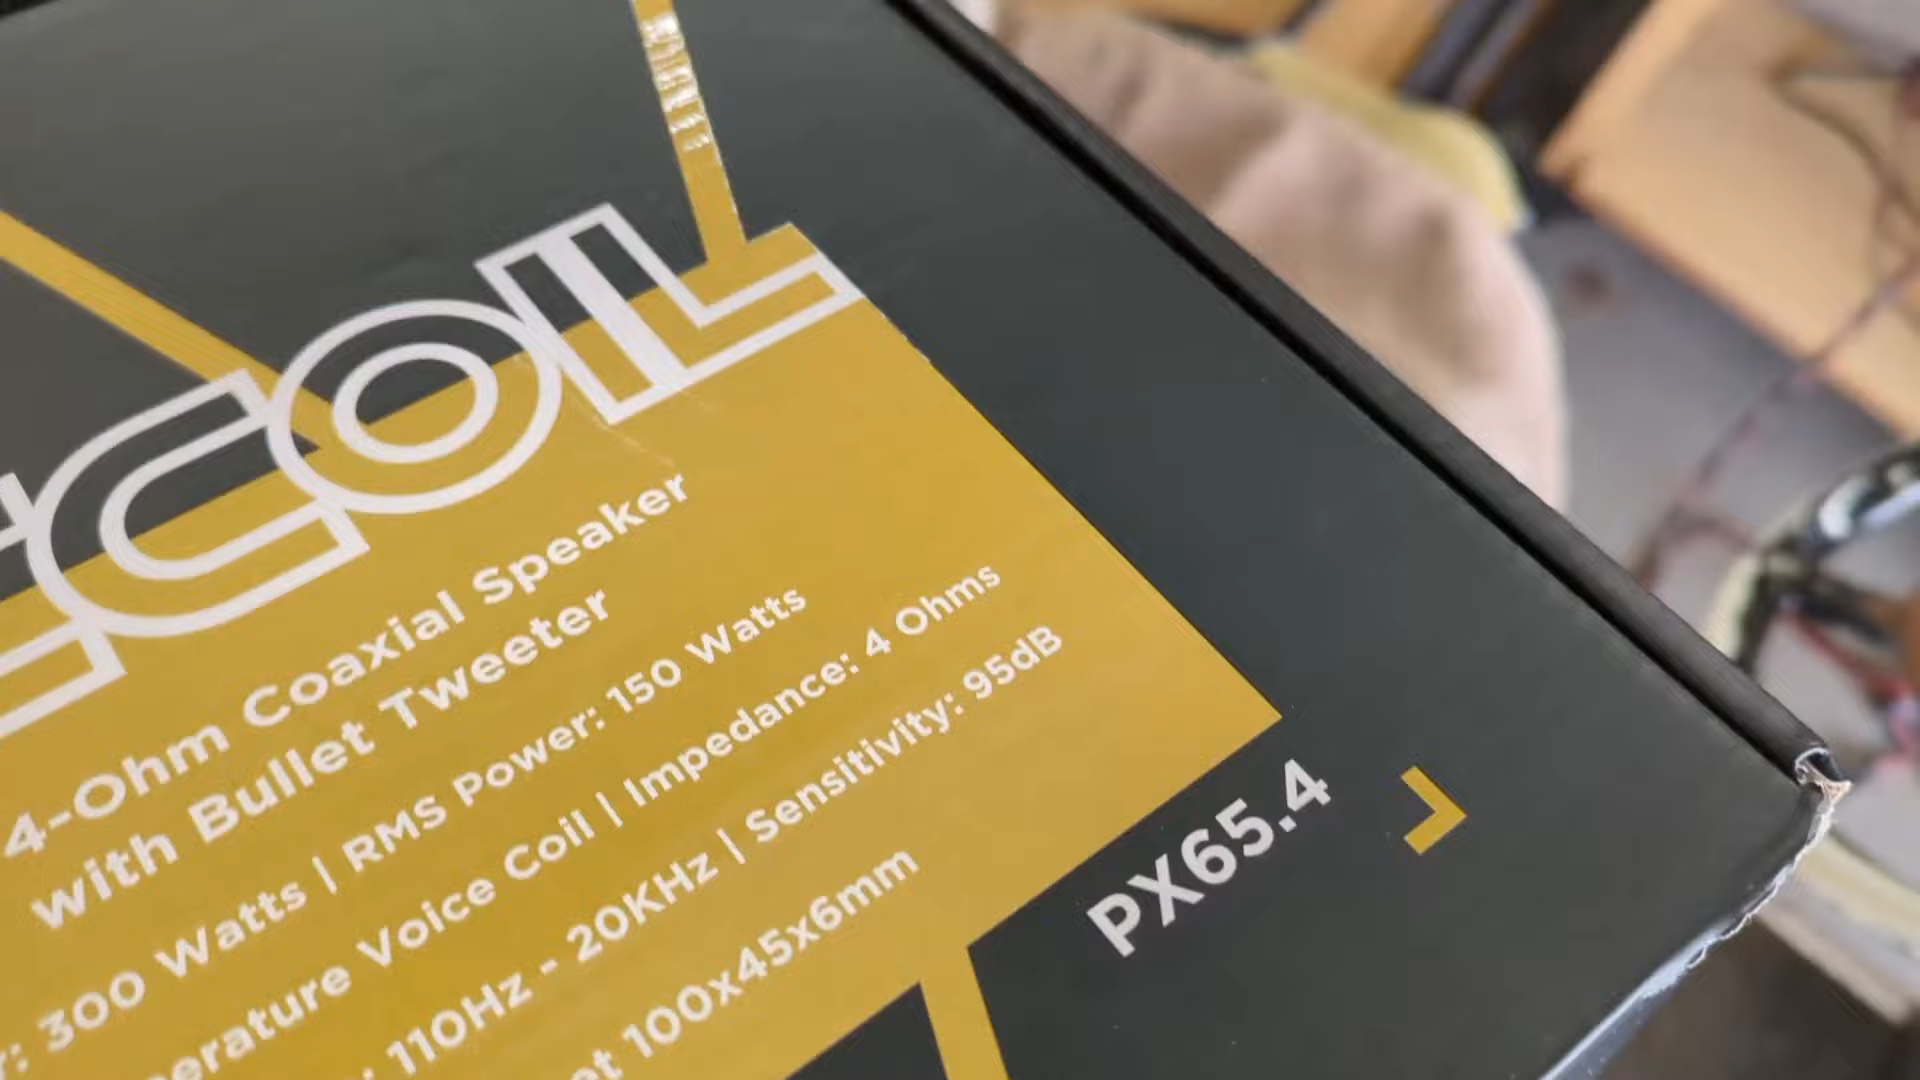 COIL
4-Ohm Coaxial Speaker
with Bullet Tweeter
: 300 Watts | RMS Power: 150 Watts
Voice Coil | Impedance: 4 Ohms
110Hz - 20KHz | Sensitivity: 95dB
100x45x6mm
PX65.4